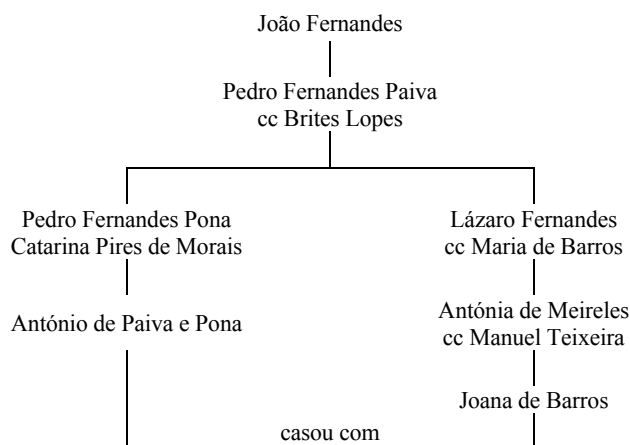 João Fernandes
Pedro Fernandes Paiva
cc Brites Lopes
Pedro Fernandes Pona
Catarina Pires de Morais
Lázaro Fernandes
cc Maria de Barros
António de Paiva e Pona
Antónia de Meireles
cc Manuel Teixeira
Joana de Barros
casou com